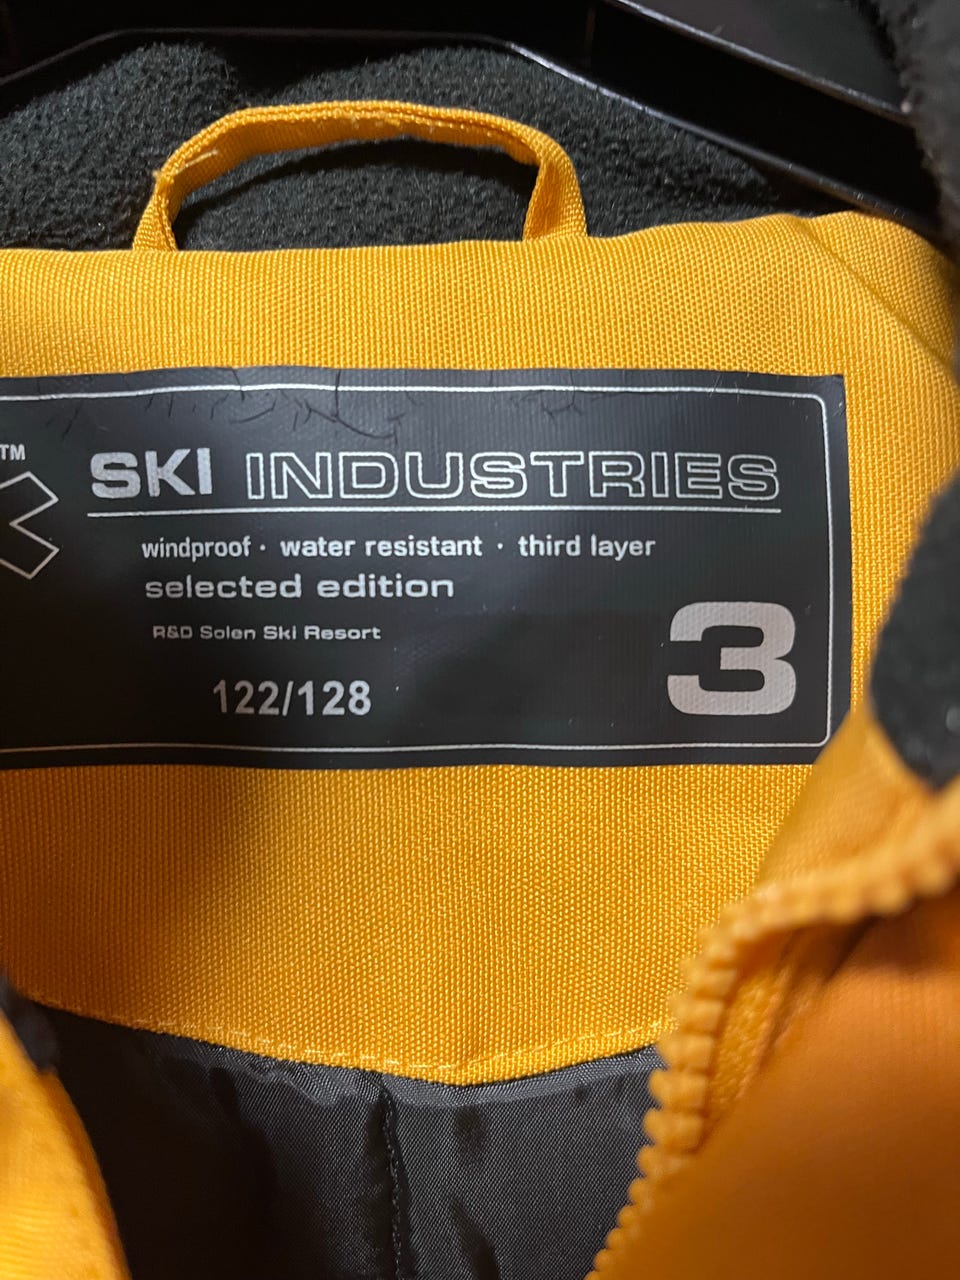 TM
SKI INDUSTRIES
windproof · water resistant · third layer
selected edition
R&D Solen Ski Resort
122/128
3